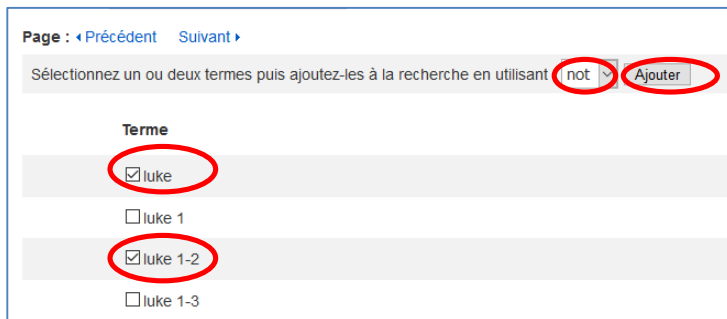 Page : Précédent Suivant
Sélectionnez un ou deux termes puis ajoutez-les à la recherche en utilisant not Ajouter
Terme
luke
luke 1
luke 1-2
luke 1-3